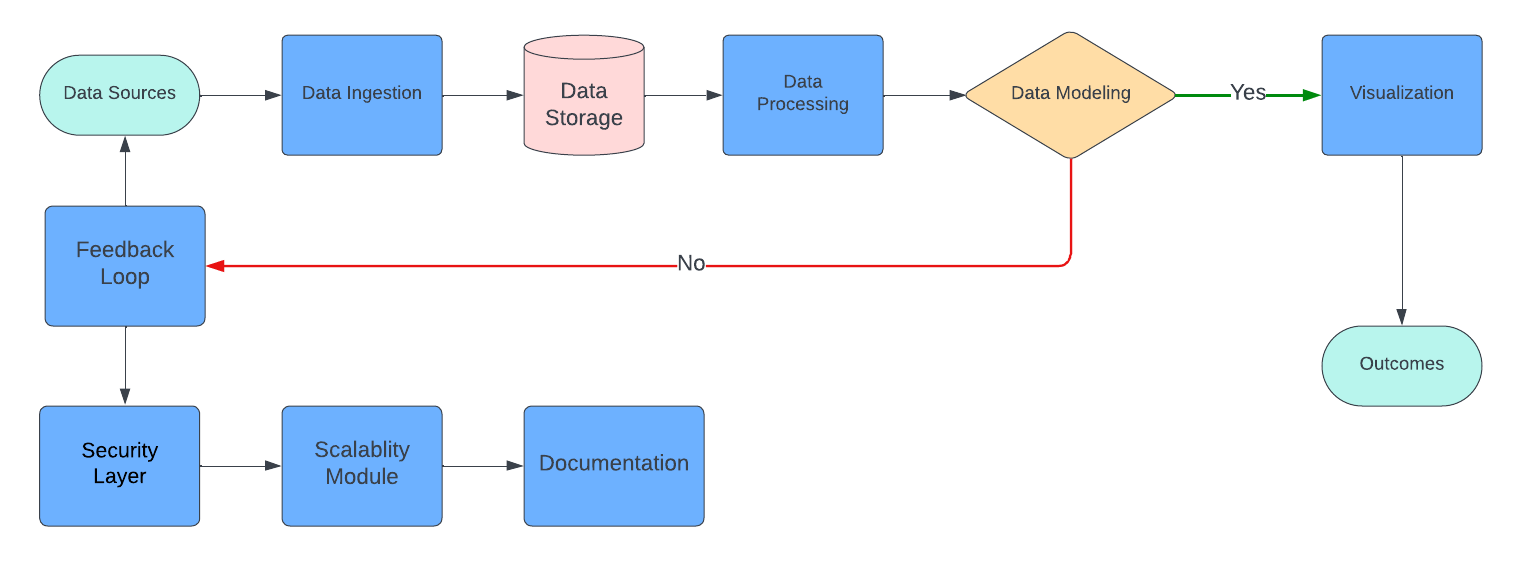 Data Sources
Data Ingestion
Data
Storage
Data
Processing
Data Modeling
Yes
Visualization
Feedback
Loop
No
Outcomes
Security
Layer
Scalablity
Module
Documentation